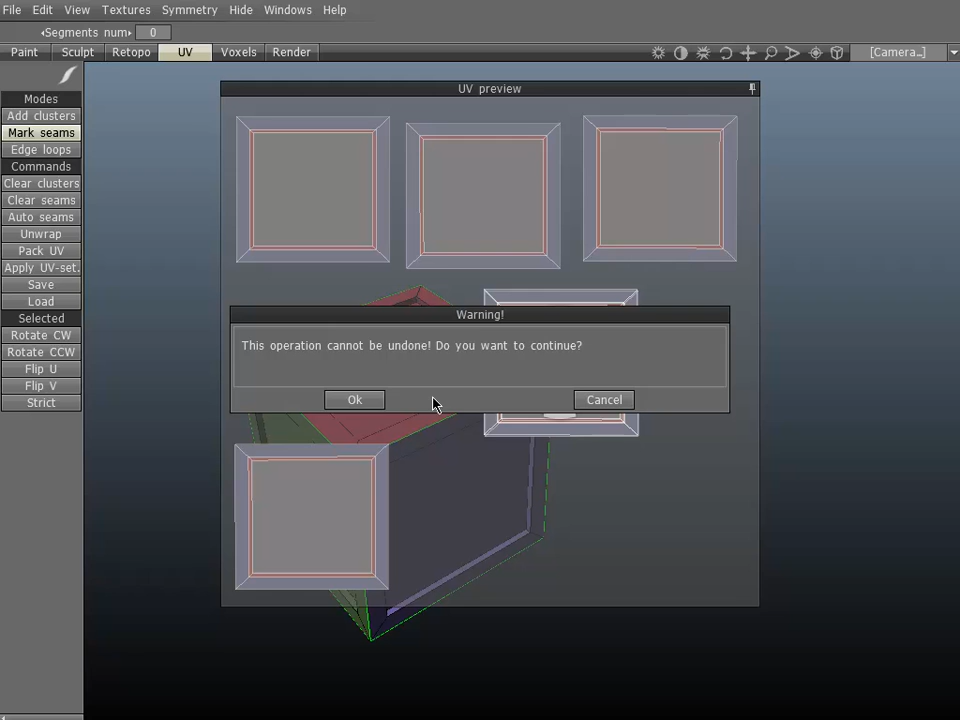 File Edit View Textures Symmetry Hide Windows Help
Segments num 0
Paint Sculpt Retopo UV Voxels Render [Camera_]
UV preview
Modes
Add clusters
Mark seams
Edge loops
Commands
Clear clusters
Clear seams
Auto seams
Unwrap
Pack UV
Apply UV-set.
Save
Load
Selected
Rotate CW
Rotate CCW
Flip U
Flip V
Strict
Warning!
This operation cannot be undone! Do you want to continue?
Ok Cancel